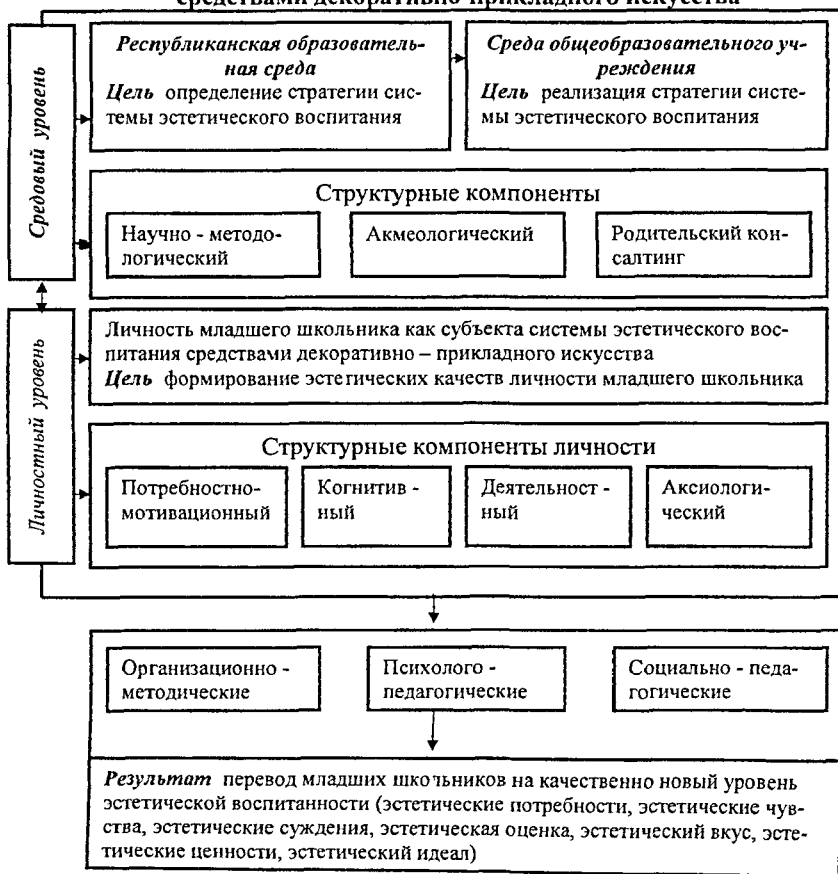 средствами декоративно-прикладного искусства
Республиканская образователь-
ная среда
Цель определение стратегии сис-
темы эстетического воспитания
Среда общеобразовательного уч-
реждения
Цель реализация стратегии систе-
мы эстетического воспитания
Средовый уровень
Структурные компоненты
Научно - методо-
логический
Акмеологический
Родительский кон-
салтинг
Личностный уровень
Личность младшего школьника как субъекта системы эстетического вос-
питания средствами декоративно – прикладного искусства
Цель формирование эстетических качеств личности младшего школьника
Структурные компоненты личности
Потребностно-
мотивационный
Когнитив -
ный
Деятельност -
ный
Аксиологи-
ческий
Организационно -
методические
Психолого -
педагогические
Социально - педа-
гогические
Результат перевод младших школьников на качественно новый уровень
эстетической воспитанности (эстетические потребности, эстетические чув-
ства, эстетические суждения, эстетическая оценка, эстетический вкус, эсте-
тические ценности, эстетический идеал)